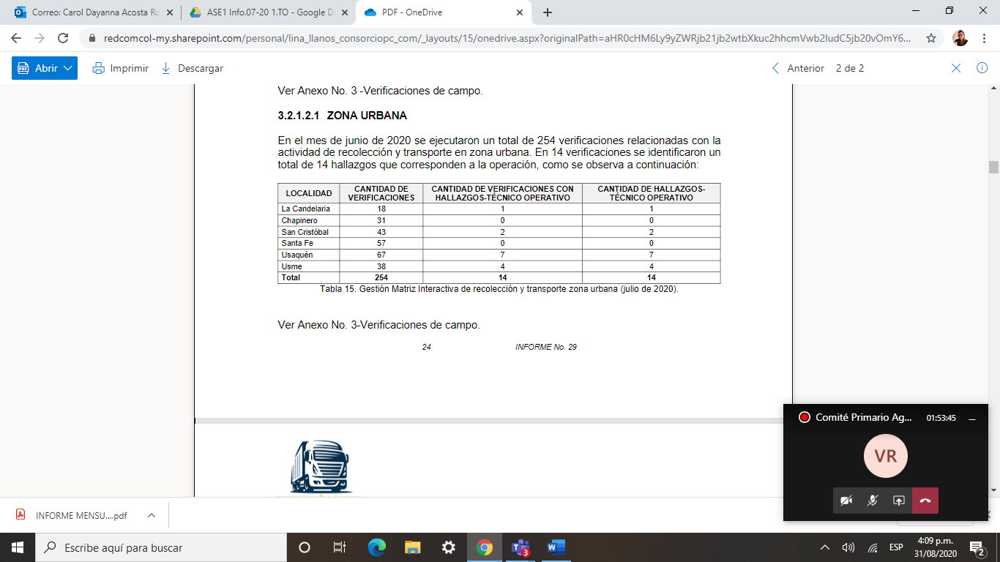 Correo: Carol Dayanna Acosta Ro
ASE1 Info.07-20 1.TO - Google D
PDF - OneDrive
redcomcol-my.sharepoint.com/personal/lina_llanos_consorciopc_com/_layouts/15/onedrive.aspx?originalPath=aHR0cHM6Ly9yZWRjb21jb2wtbXkuc2hhcmVwb2ludC5jb20vOmY6...
Abrir
Imprimir
Descargar
Anterior
2 de 2
Ver Anexo No. 3 -Verificaciones de campo.
3.2.1.2.1 ZONA URBANA
En el mes de junio de 2020 se ejecutaron un total de 254 verificaciones relacionadas con la
actividad de recolección y transporte en zona urbana. En 14 verificaciones se identificaron un
total de 14 hallazgos que corresponden a la operación, como se observa a continuación:
LOCALIDAD CANTIDAD DE VERIFICACIONES CANTIDAD DE VERIFICACIONES CON HALLAZGOS-TÉCNICO OPERATIVO CANTIDAD DE HALLAZGOS-TÉCNICO OPERATIVO
La Candelaria 18 1 1
Chapinero 31 0 0
San Cristóbal 43 2 2
Santa Fe 57 0 0
Usaquén 67 7 7
Usme 38 4 4
Total 254 14 14
Tabla 15. Gestión Matriz Interactiva de recolección y transporte zona urbana (julio de 2020).
Ver Anexo No. 3-Verificaciones de campo.
24 INFORME No. 29
Comité Primario Ag... 01:53:45
VR
INFORME MENSU....pdf
Escribe aquí para buscar
3
ESP
4:09 p.m.
31/08/2020
2